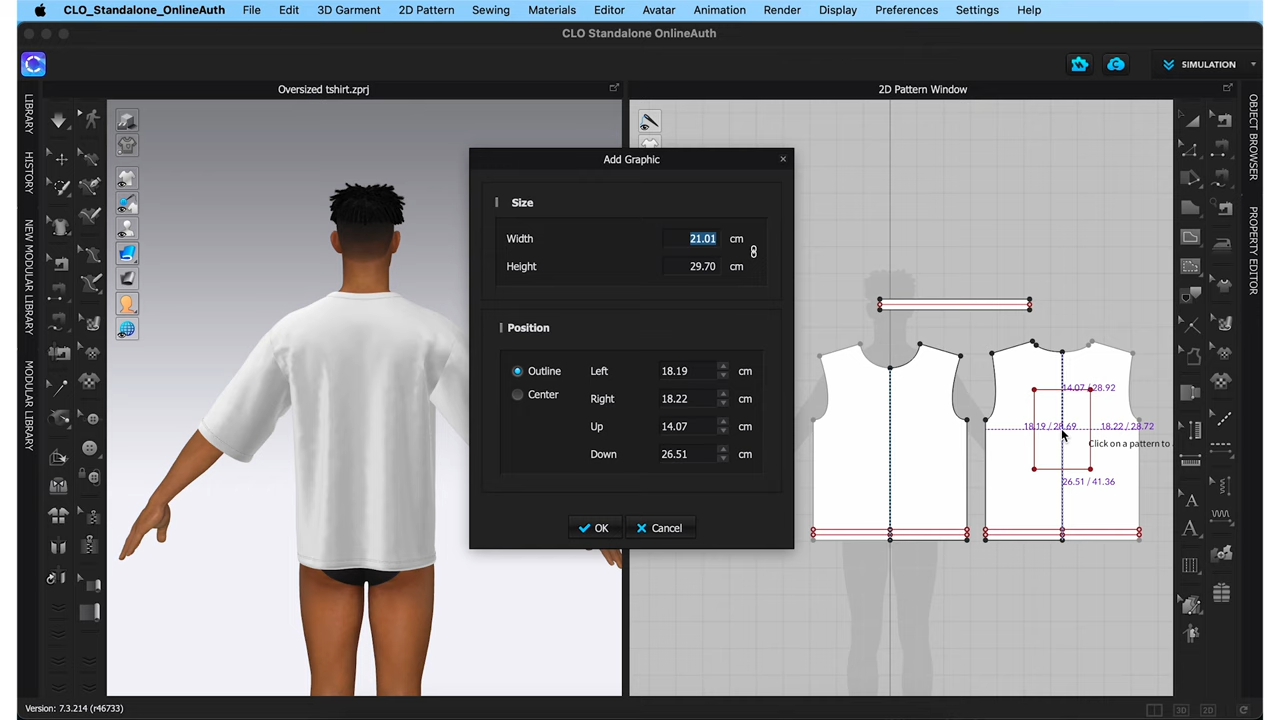 CLO_Standalone_OnlineAuth File Edit 3D Garment 2D Pattern Sewing Materials Editor Avatar Animation Render Display Preferences Settings Help
CLO Standalone OnlineAuth
SIMULATION
Oversized tshirt.zprj
2D Pattern Window
LIBRARY
HISTORY
NEW MODULAR LIBRARY
MODULAR LIBRARY
Add Graphic
Size
Width 21.01 cm
Height 29.70 cm
Position
Outline Left 18.19 cm
Center Right 18.22 cm
Up 14.07 cm
Down 26.51 cm
OK Cancel
14.07 / 28.92
18.19 / 28.69 18.22 / 28.72
Click on a pattern to
26.51 / 41.36
OBJECT BROWSER
PROPERTY EDITOR
Version: 7.3.214 (r46733)
3D 2D